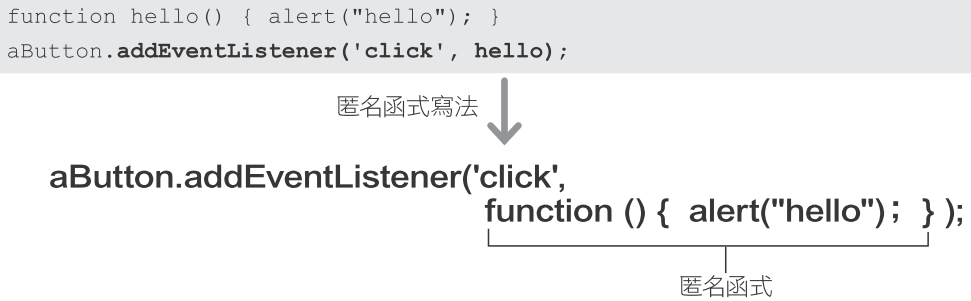 function hello() { alert("hello"); }
aButton.addEventListener('click', hello);
匿名函式寫法
aButton.addEventListener('click',
function () { alert("hello"); } );
匿名函式